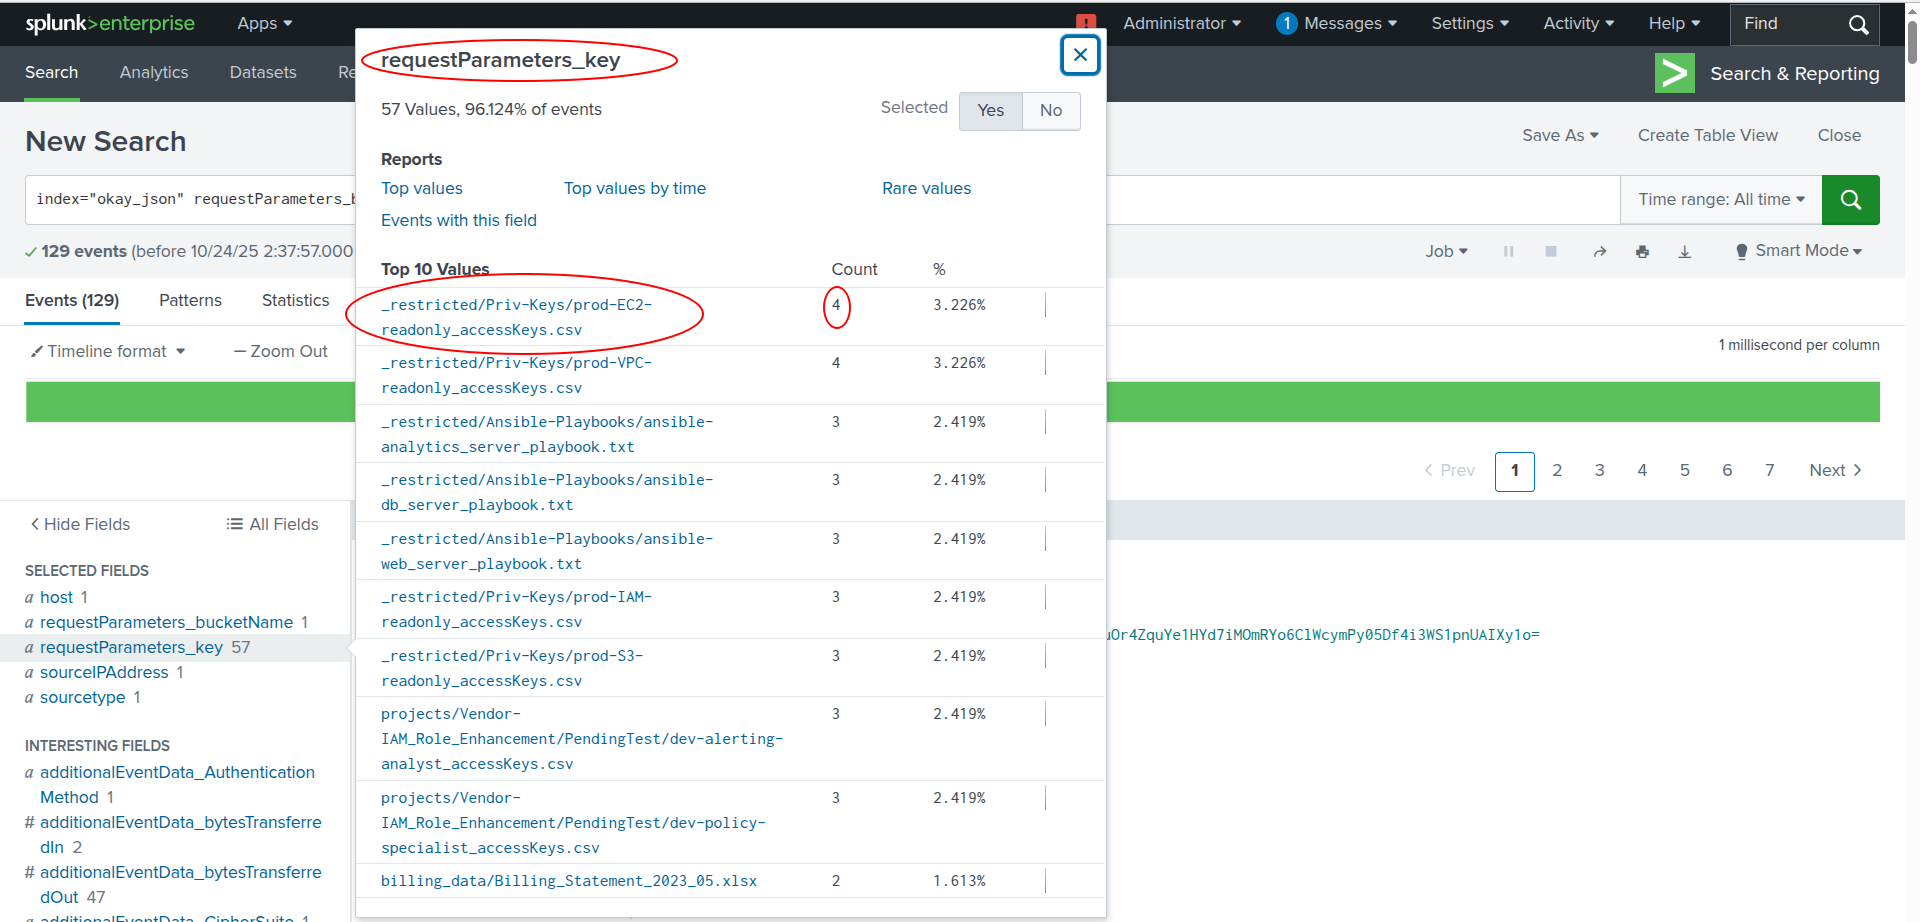 splunk>enterprise Apps Administrator 1 Messages Settings Activity Help Find
Search Analytics Datasets Re Search & Reporting
requestParameters_key
57 Values, 96.124% of events Selected Yes No
New Search Save As Create Table View Close
Reports
Top values Top values by time Rare values
index="okay_json" requestParameters_b Time range: All time
Events with this field
129 events (before 10/24/25 2:37:57.000 Job Smart Mode
Top 10 Values Count %
Events (129) Patterns Statistics
_restricted/Priv-Keys/prod-EC2- 4 3.226%
readonly_accessKeys.csv
Timeline format — Zoom Out 1 millisecond per column
_restricted/Priv-Keys/prod-VPC- 4 3.226%
readonly_accessKeys.csv
_restricted/Ansible-Playbooks/ansible- 3 2.419%
analytics_server_playbook.txt
< Prev 1 2 3 4 5 6 7 Next >
_restricted/Ansible-Playbooks/ansible- 3 2.419%
db_server_playbook.txt
_restricted/Ansible-Playbooks/ansible- 3 2.419%
web_server_playbook.txt
_restricted/Priv-Keys/prod-IAM- 3 2.419%
readonly_accessKeys.csv
_restricted/Priv-Keys/prod-S3- 3 2.419%
readonly_accessKeys.csv
projects/Vendor- 3 2.419%
IAM_Role_Enhancement/PendingTest/dev-alerting-
analyst_accessKeys.csv
projects/Vendor- 3 2.419%
IAM_Role_Enhancement/PendingTest/dev-policy-
specialist_accessKeys.csv
billing_data/Billing_Statement_2023_05.xlsx 2 1.613%
< Hide Fields All Fields
SELECTED FIELDS
a host 1
a requestParameters_bucketName 1
a requestParameters_key 57
a sourceIPAddress 1
a sourcetype 1
INTERESTING FIELDS
a additionalEventData_Authentication
Method 1
# additionalEventData_bytesTransferre
dIn 2
# additionalEventData_bytesTransferre
dOut 47
a additionalEventData_CipherSuite 1
uOr4ZquYe1HYd7iMOmRYo6ClWcymPy05Df4i3WS1pnUAIXy1o=